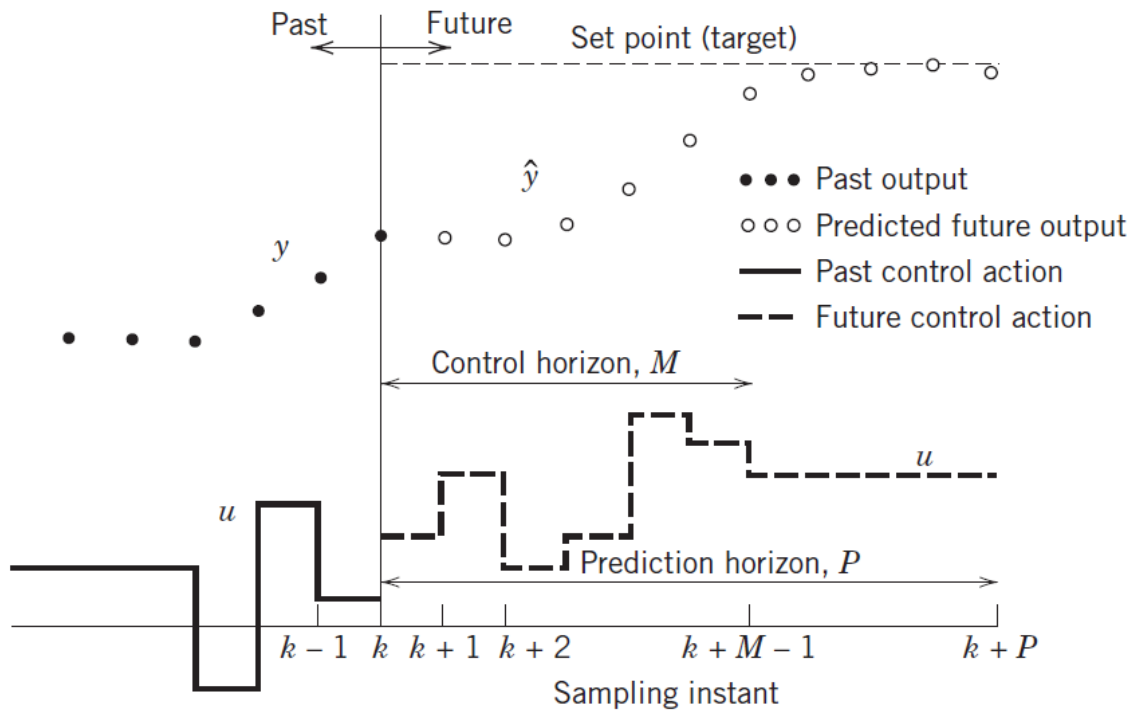 Past
Future
Set point (target)
ŷ
Past output
y
Predicted future output
Past control action
Future control action
Control horizon, M
u
u
Prediction horizon, P
k – 1 k k + 1 k + 2 k + M – 1 k + P
Sampling instant